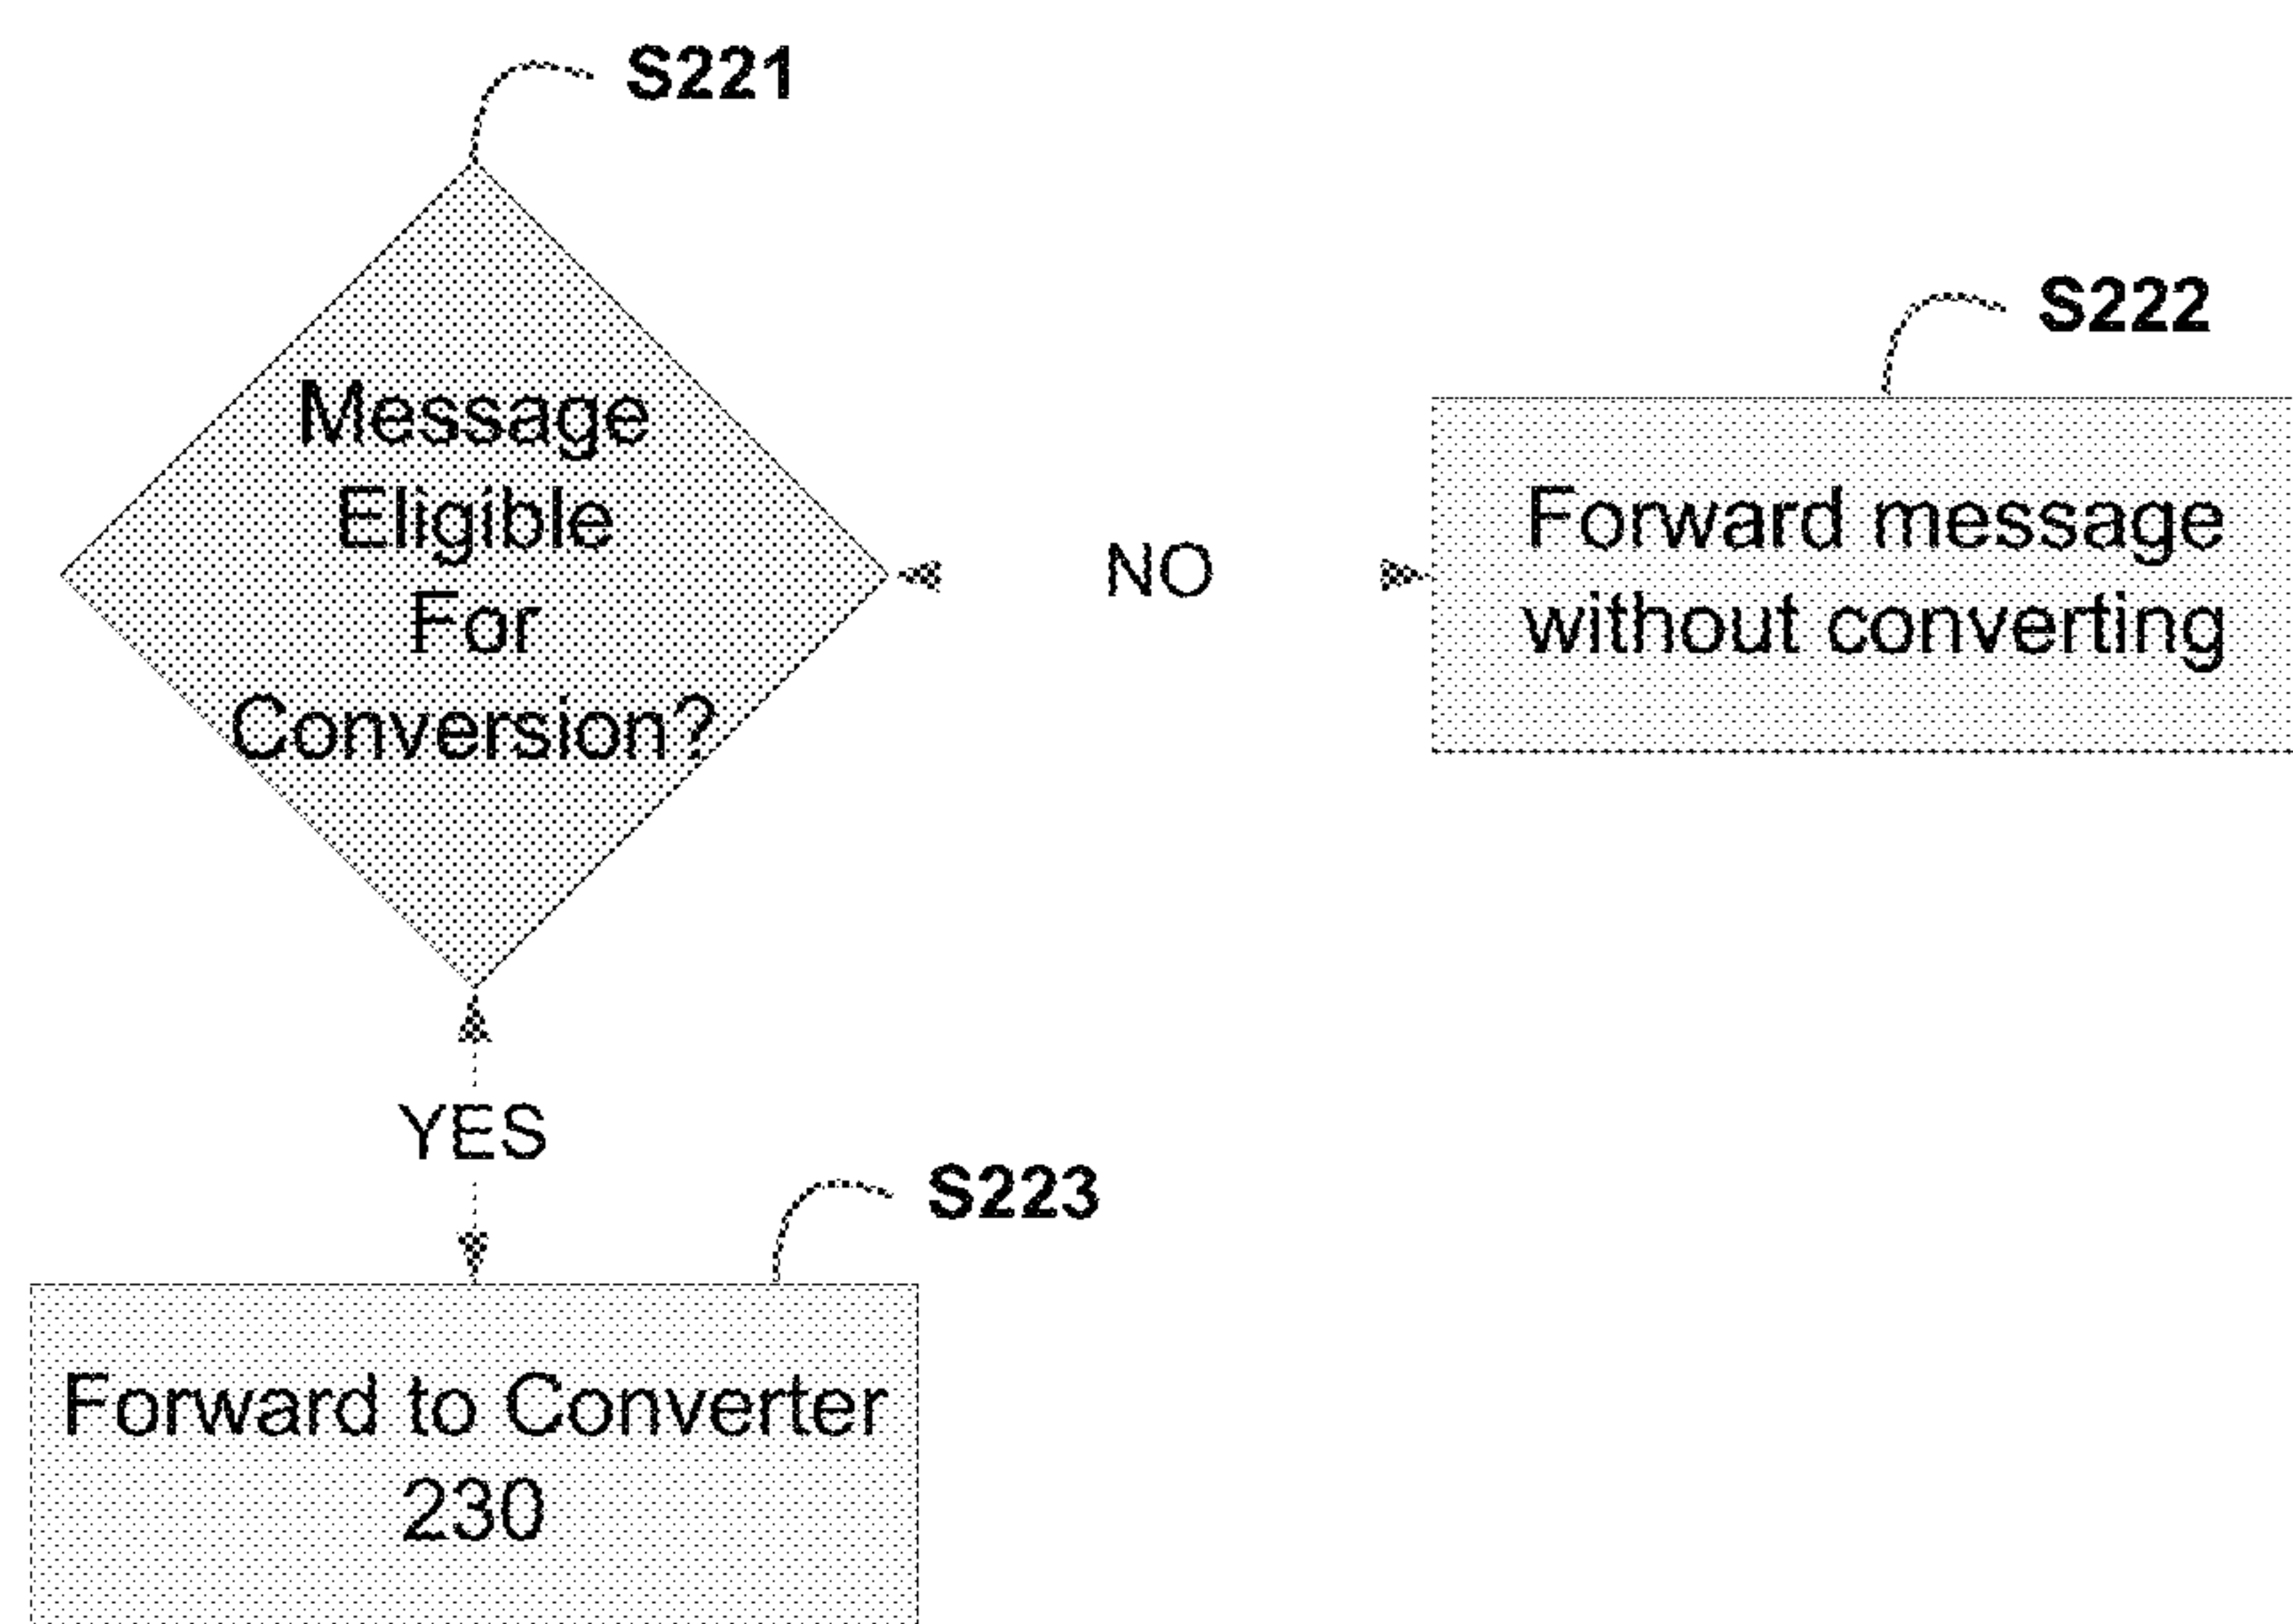 S221
Message
Eligible
For
Conversion?
NO
S222
Forward message
without converting
YES
S223
Forward to Converter
230